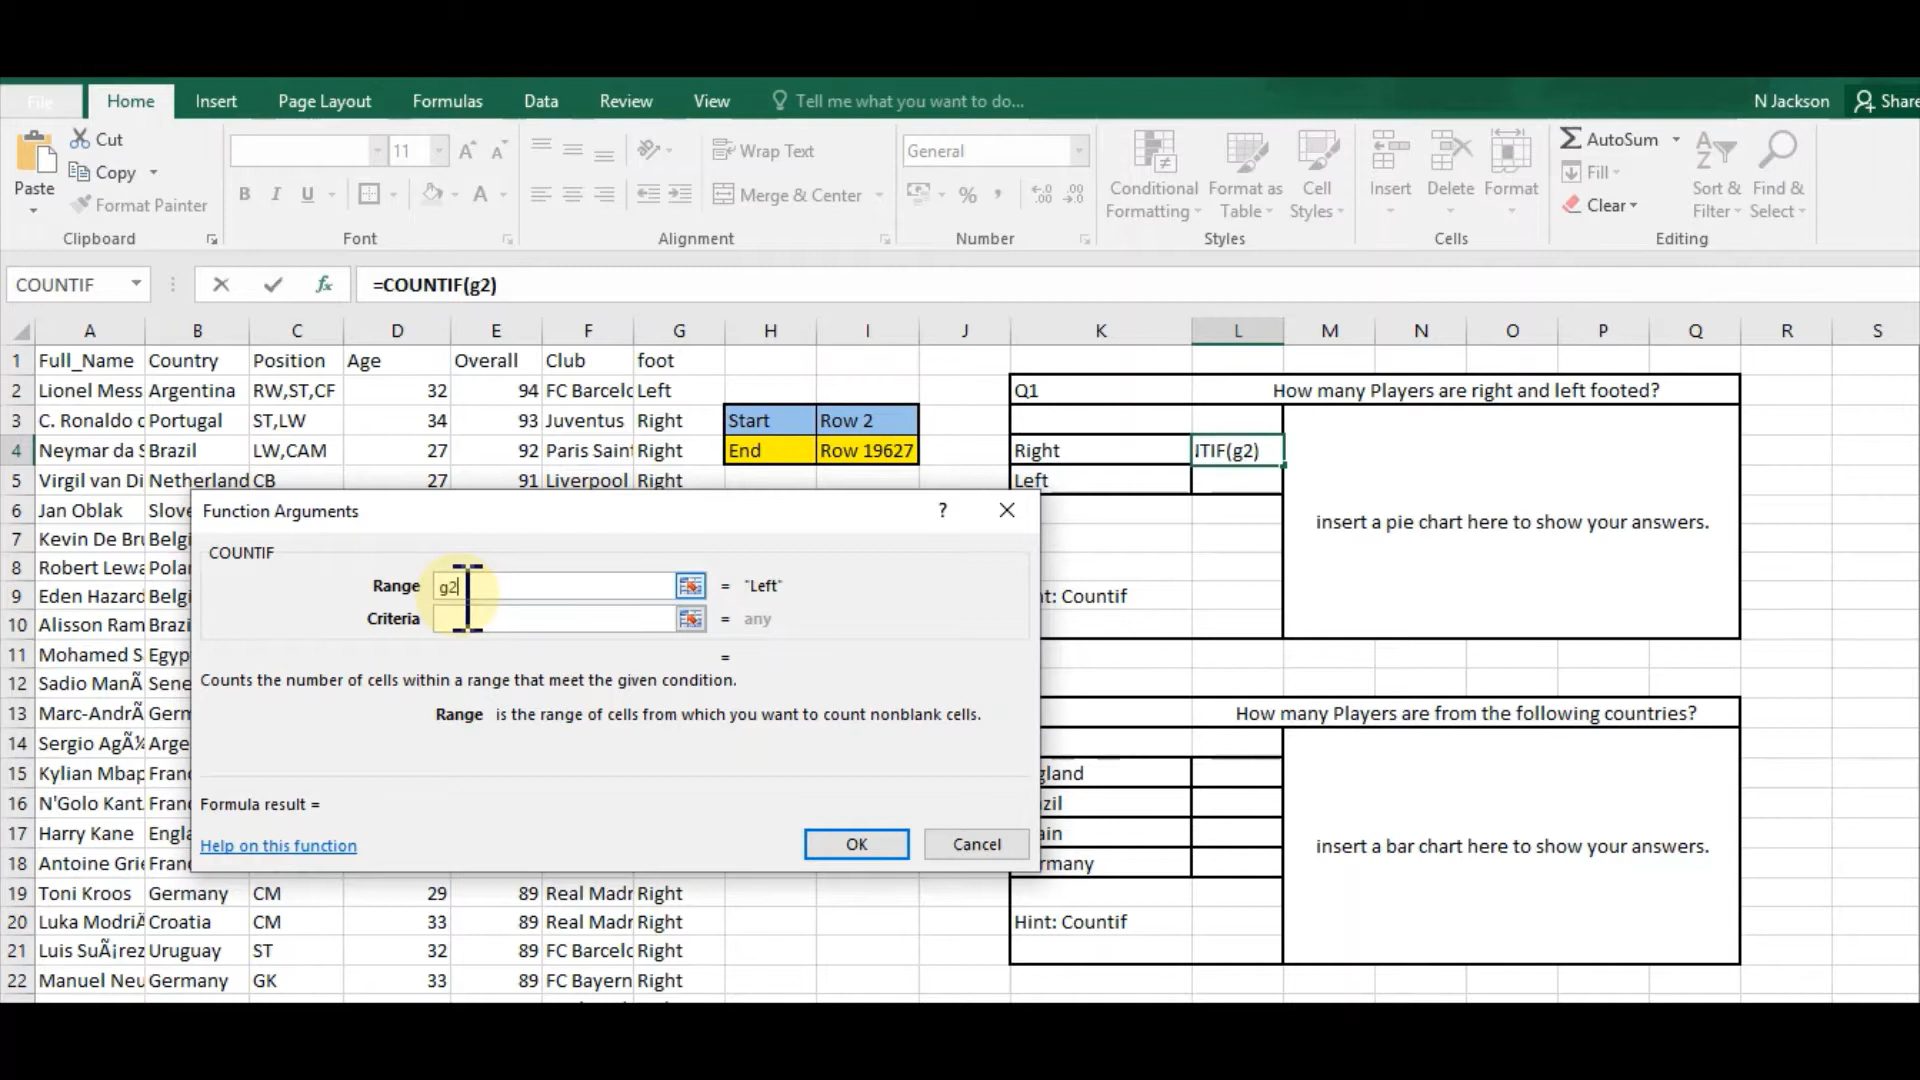 File Home Insert Page Layout Formulas Data Review View Tell me what you want to do... N Jackson Share
Cut
Copy
Format Painter
Paste
11
B I U A
Wrap Text
Merge & Center
General
% ,
Conditional Formatting
Format as Table
Cell Styles
Insert
Delete
Format
AutoSum
Fill
Clear
Sort & Filter
Find & Select
Clipboard Font Alignment Number Styles Cells Editing
COUNTIF fx =COUNTIF(g2)
A B C D E F G H I J K L M N O P Q R S
1 Full_Name Country Position Age Overall Club foot
2 Lionel Mess Argentina RW,ST,CF 32 94 FC Barcelo Left Q1 How many Players are right and left footed?
3 C. Ronaldo d Portugal ST,LW 34 93 Juventus Right Start Row 2
4 Neymar da S Brazil LW,CAM 27 92 Paris Saint Right End Row 19627 Right NTIF(g2)
5 Virgil van Di Netherland CB 27 91 Liverpool Right Left
6 Jan Oblak Slove
7 Kevin De Bru Belgi
8 Robert Lewa Polar
9 Eden Hazard Belgi nt: Countif
10 Alisson Ram Brazi
11 Mohamed S Egyp
12 Sadio ManÃ Sene
13 Marc-AndrÃ Germ How many Players are from the following countries?
14 Sergio AgÃ¼ Arge
15 Kylian Mbap Franc gland
16 N'Golo Kant Franc zil
17 Harry Kane Engla ain
18 Antoine Grie Franc rmany
19 Toni Kroos Germany CM 29 89 Real Madr Right
20 Luka ModriÄ Croatia CM 33 89 Real Madr Right Hint: Countif
21 Luis SuÃ¡rez Uruguay ST 32 89 FC Barcelo Right
22 Manuel Neu Germany GK 33 89 FC Bayern Right
insert a pie chart here to show your answers.
insert a bar chart here to show your answers.
Function Arguments ?
COUNTIF
Range g2 = "Left"
Criteria = any
=
Counts the number of cells within a range that meet the given condition.
Range is the range of cells from which you want to count nonblank cells.
Formula result =
Help on this function OK Cancel